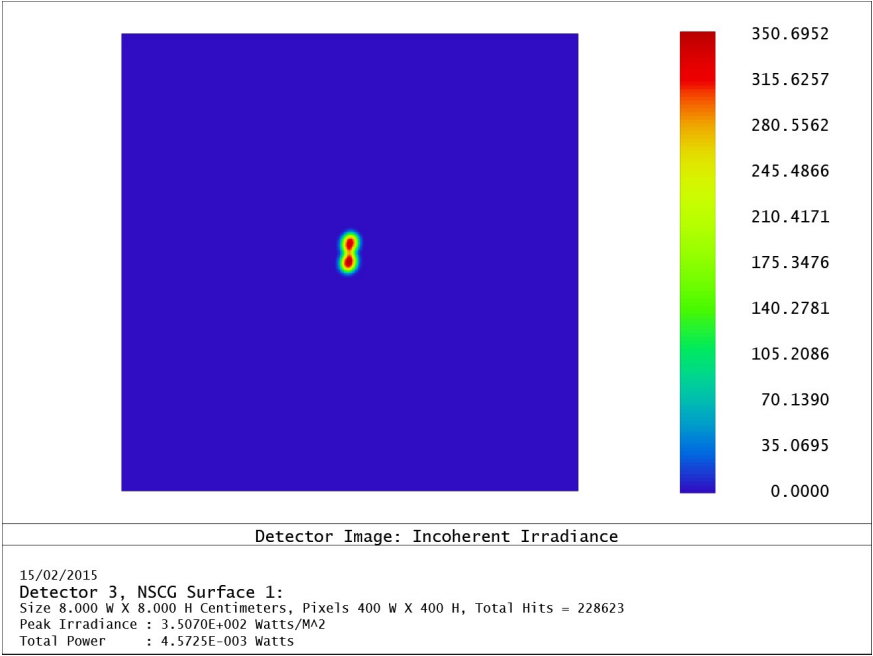 350.6952
315.6257
280.5562
245.4866
210.4171
175.3476
140.2781
105.2086
70.1390
35.0695
0.0000
Detector Image: Incoherent Irradiance
15/02/2015
Detector 3, NSCG Surface 1:
Size 8.000 W X 8.000 H Centimeters, Pixels 400 W X 400 H, Total Hits = 228623
Peak Irradiance : 3.5070E+002 Watts/M^2
Total Power : 4.5725E-003 Watts